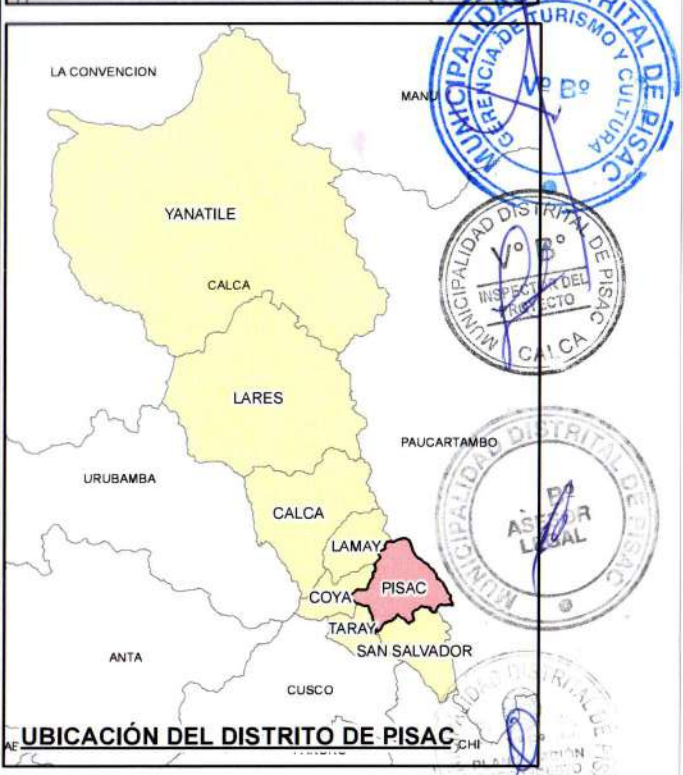 LA CONVENCION
MANU
YANATILE
CALCA
LARES
PAUCARTAMBO
URUBAMBA
CALCA
LAMAY
PISAC
COYA
TARAY
SAN SALVADOR
ANTA
CUSCO
UBICACIÓN DEL DISTRITO DE PISAC
CHI
MUNICIPALIDAD DISTRITAL DE PISAC
GERENCIA DE TURISMO Y CULTURA
Vº Bº
MUNICIPALIDAD DISTRITAL DE PISAC
Vº Bº
INSPECTOR DEL
PROYECTO
CALCA
MUNICIPALIDAD DISTRITAL DE PISAC
ASESOR
LEGAL